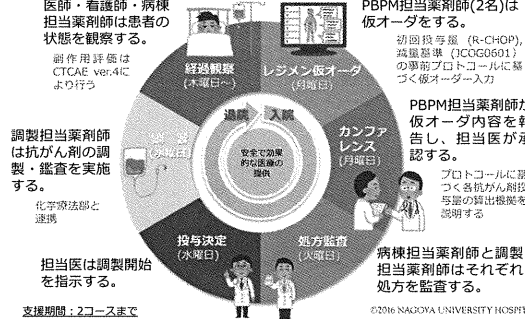 医師・看護師・病棟
担当薬剤師は患者の
状態を観察する。
副作用評価は
CTCAE ver.4に
より行う
PBPM担当薬剤師(2名)は
仮オーダをする。
初回投与量 (R-CHOP),
減量基準 (JCOG0601)
の事前プロトコールに基
づく仮オーダー入力
経過観察
(木曜日～)
レジメン仮オーダ
(月曜日)
退院
入院
安全で効果
的な医療の
提供
カンファ
レンス
(月曜日)
PBPM担当薬剤師が
仮オーダ内容を報
告し、担当医が承
認する。
プロトコールに基
づく各抗がん剤投
与量の算出根拠を
説明する
調製担当薬剤師
は抗がん剤の調
製・鑑査を実施
する。
化学療法部と
連携
(水曜日)
投与決定
(水曜日)
処方監査
(火曜日)
担当医は調製開始
を指示する。
病棟担当薬剤師と調製
担当薬剤師はそれぞれ
処方を監査する。
支援期間：2コースまで
©2016 NAGOYA UNIVERSITY HOSPI